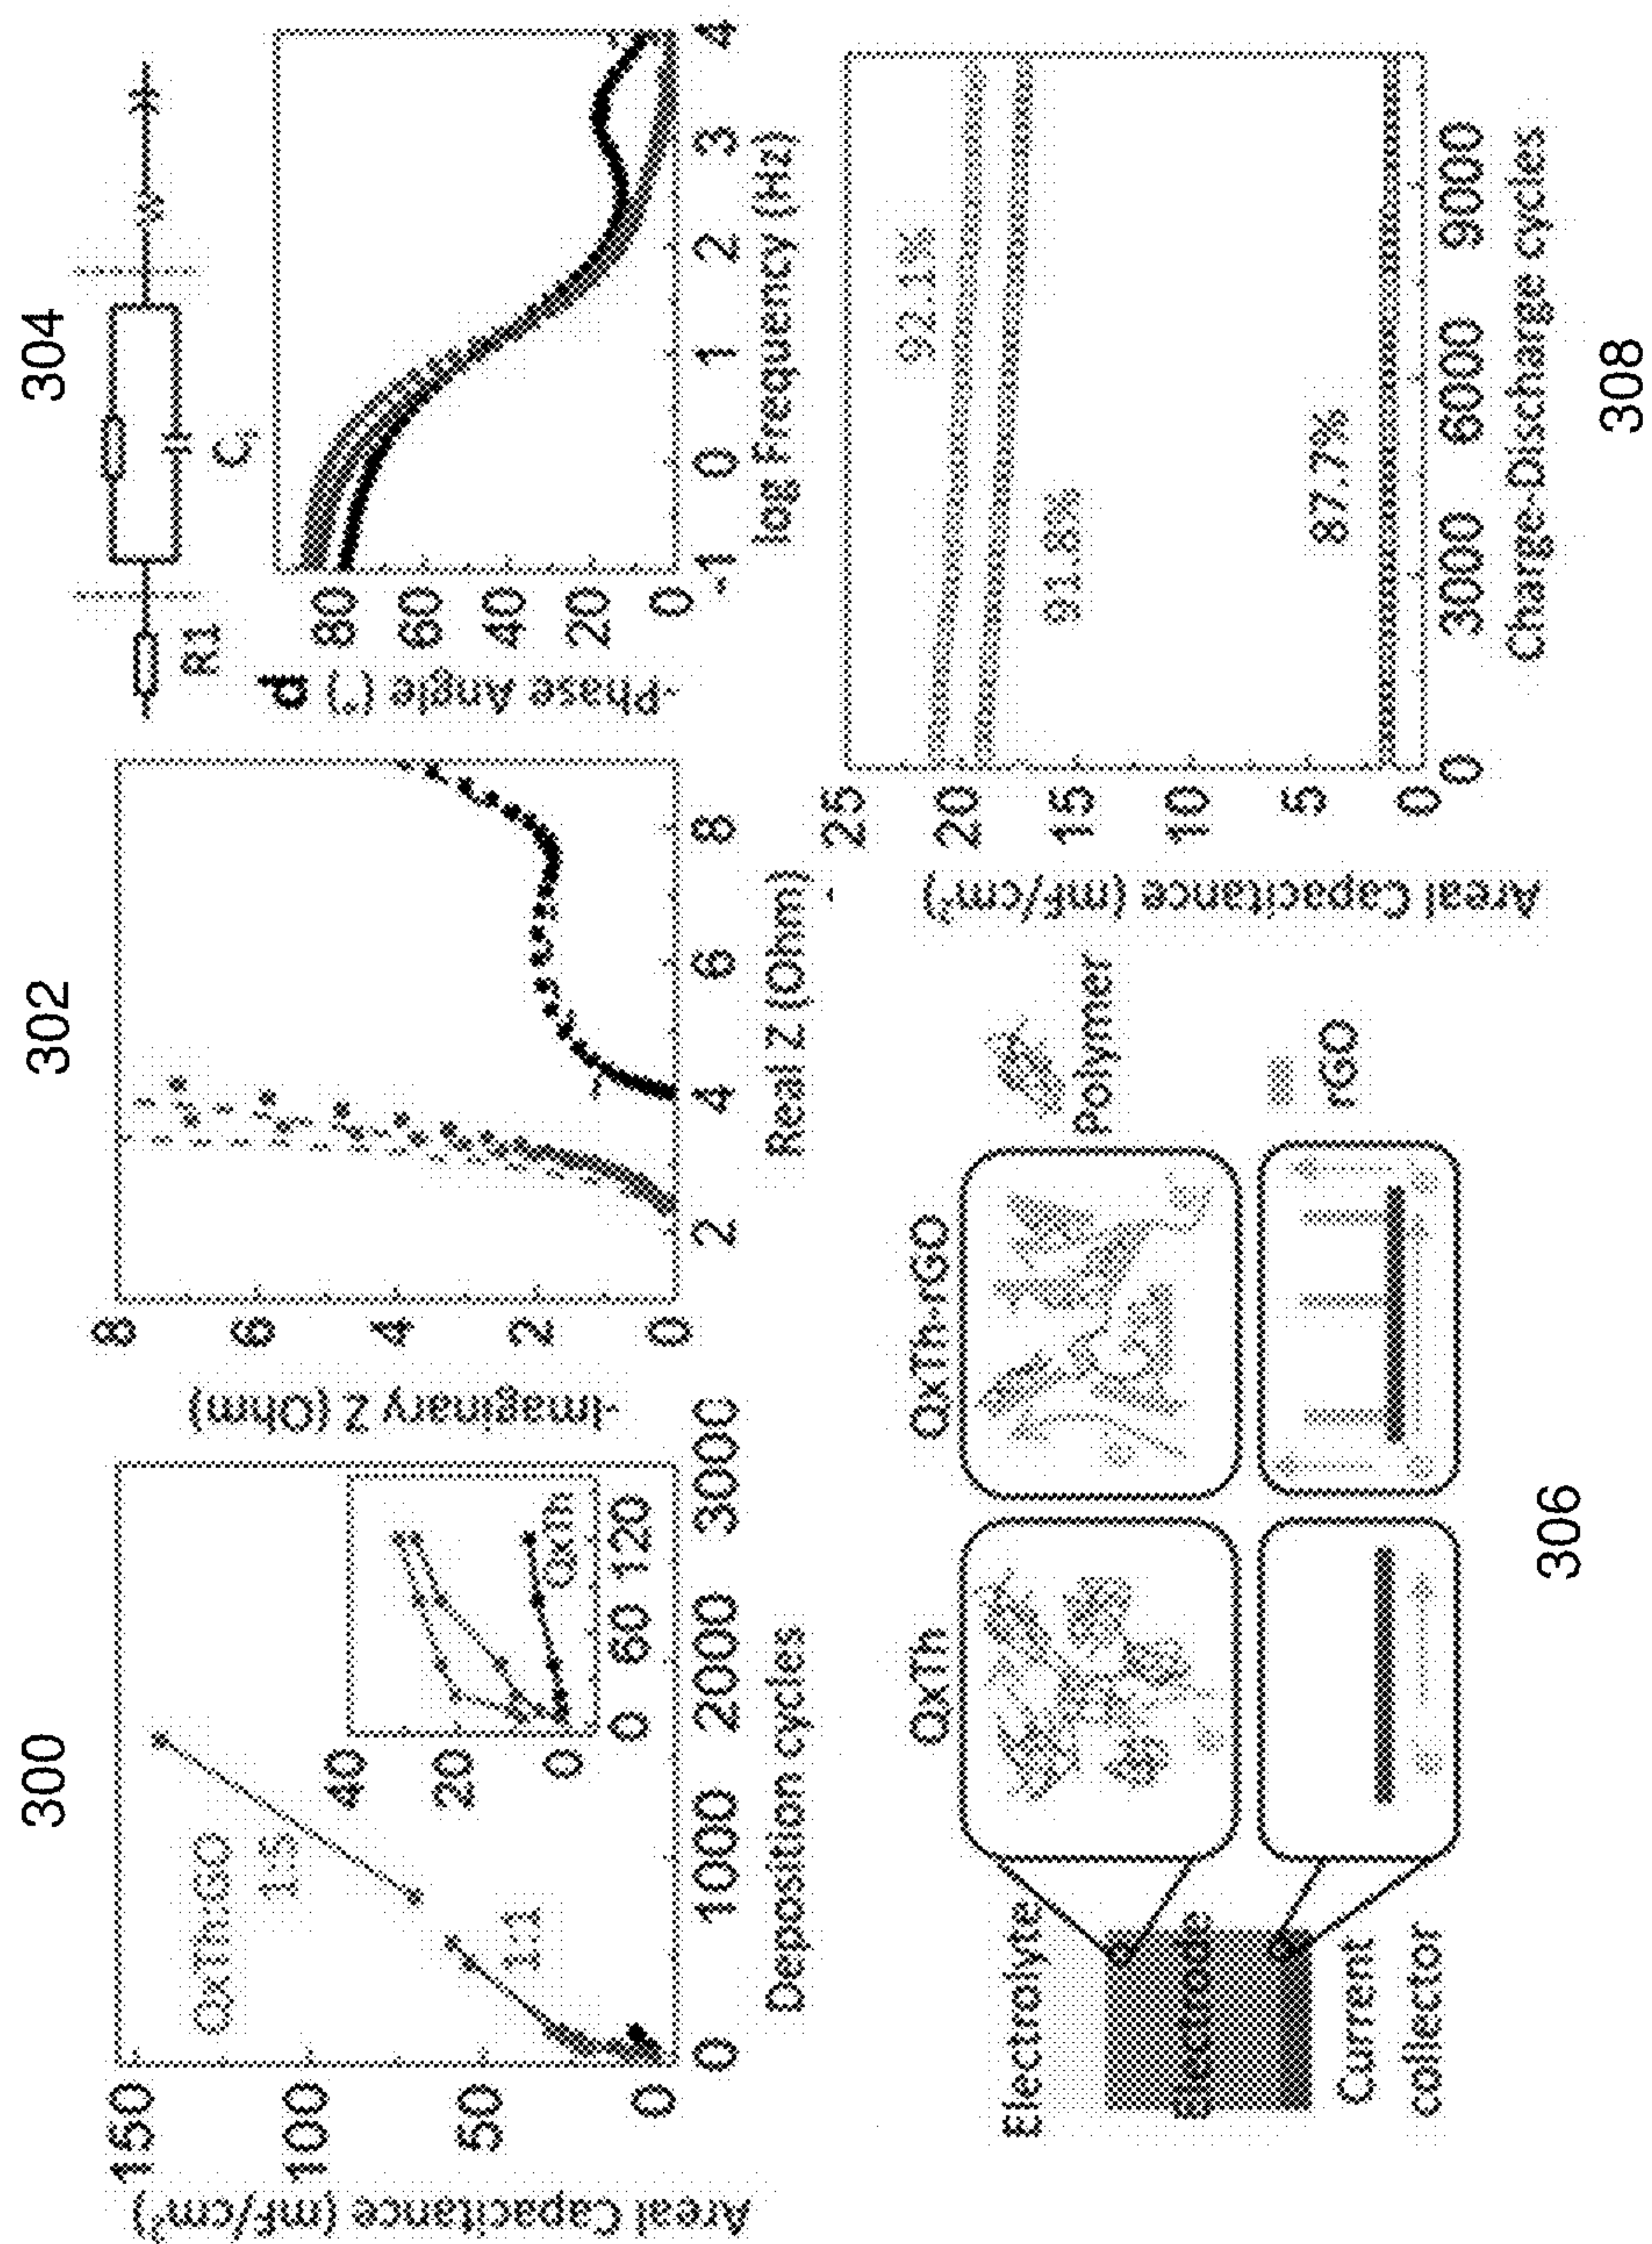 300
Areal Capacitance (mF/cm²)
150
100
50
0
OxTh:GO
1:5
1:1
40
20
0
0 60 120
OxTh
0 1000 2000 3000
Deposition cycles
302
-Imaginary Z (Ohm)
8
6
4
2
0
2 4 6 8
Real Z (Ohm)
304
R1
d
-Phase Angle (°)
80
60
40
20
0
-1 0 1 2 3 4
log Frequency (Hz)
Electrolyte
Electrode
Current
collector
OxTh
OxTh-rGO
Polymer
rGO
306
Areal Capacitance (mF/cm²)
25
20
15
10
5
0
92.1%
91.8%
87.7%
0 3000 6000 9000
Charge-Discharge cycles
308